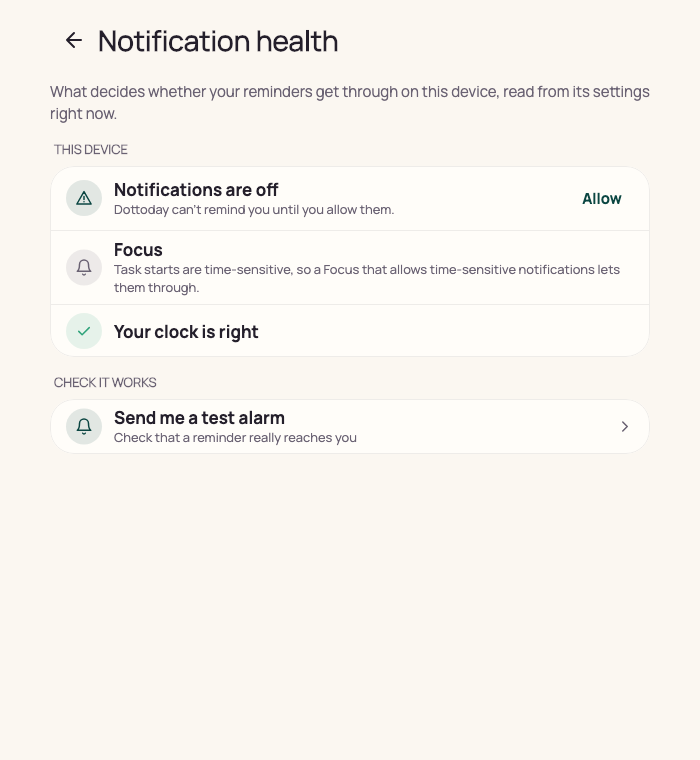 Notification health
What decides whether your reminders get through on this device, read from its settings
right now.
THIS DEVICE
Notifications are off
Dottoday can't remind you until you allow them.
Allow
Focus
Task starts are time-sensitive, so a Focus that allows time-sensitive notifications lets
them through.
Your clock is right
CHECK IT WORKS
Send me a test alarm
Check that a reminder really reaches you